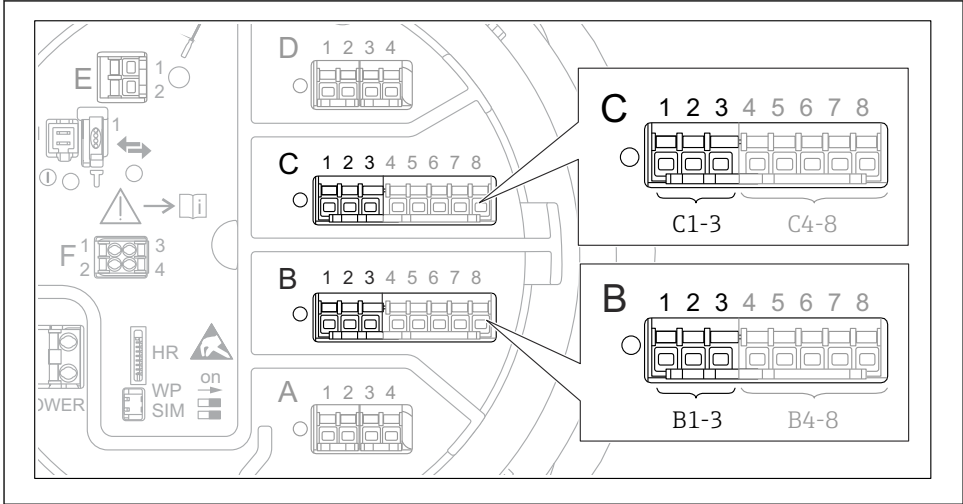 D 1 2 3 4
E 1
2
1
C 1 2 3 4 5 6 7 8
i
F 1 3
2 4
B 1 2 3 4 5 6 7 8
HR
WP
SIM
on
OWER
A 1 2 3 4
C 1 2 3 4 5 6 7 8
C1-3 C4-8
B 1 2 3 4 5 6 7 8
B1-3 B4-8